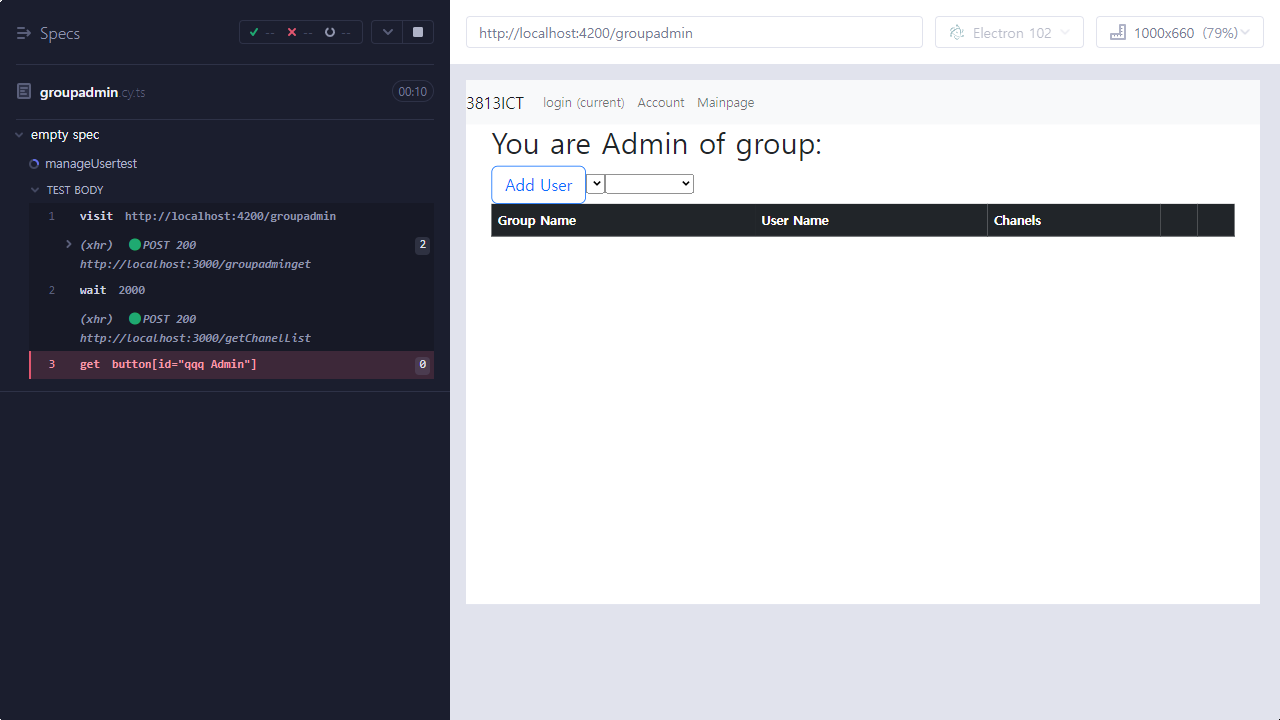 Specs
-- -- --
groupadmin.cy.ts
00:10
empty spec
manageUsertest
TEST BODY
1 visit http://localhost:4200/groupadmin
(xhr) POST 200 2
http://localhost:3000/groupadminget
2 wait 2000
(xhr) POST 200
http://localhost:3000/getChanelList
3 get button[id="qqq Admin"] 0
http://localhost:4200/groupadmin
Electron 102
1000x660 (79%)
3813ICT login (current) Account Mainpage
You are Admin of group:
Add User
Group Name User Name Chanels